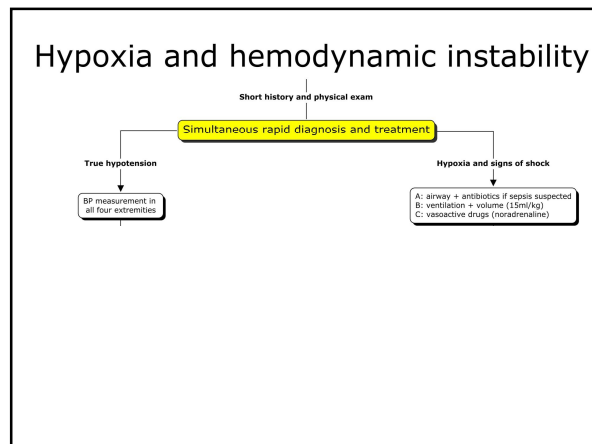 Hypoxia and hemodynamic instability
Short history and physical exam
Simultaneous rapid diagnosis and treatment
True hypotension
Hypoxia and signs of shock
BP measurement in
all four extremities
A: airway + antibiotics if sepsis suspected
B: ventilation + volume (15ml/kg)
C: vasoactive drugs (noradrenaline)